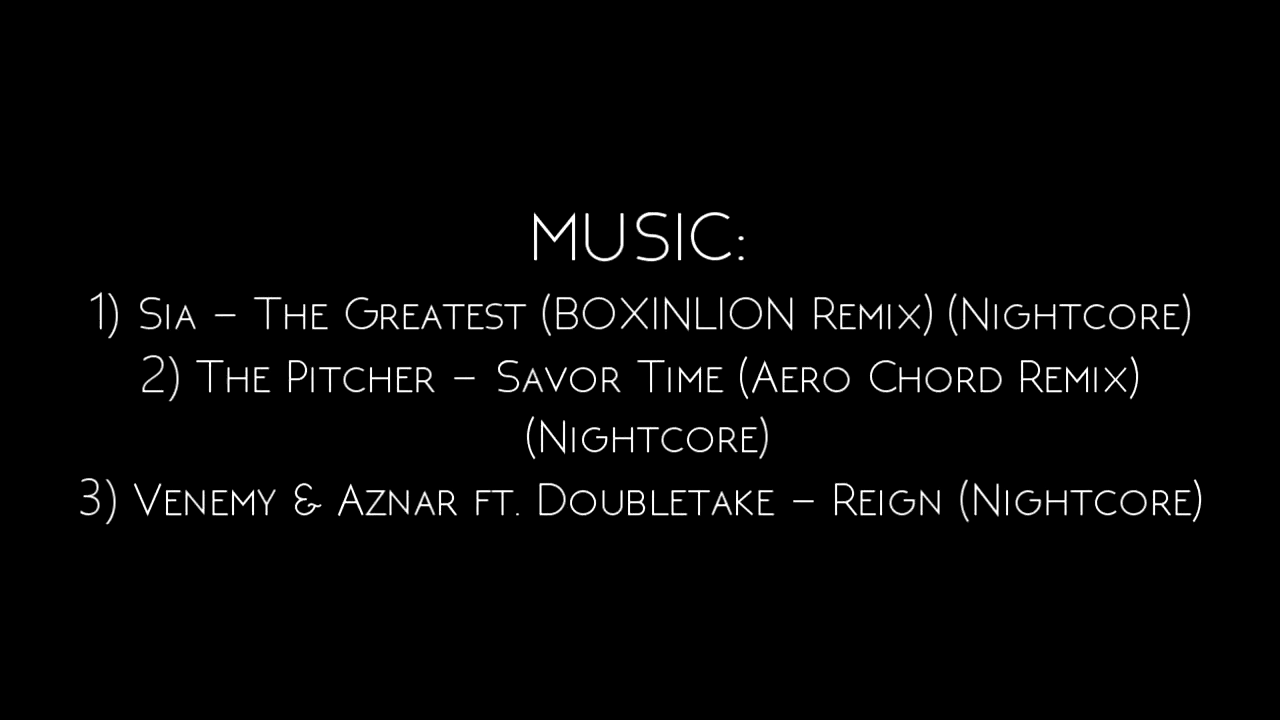 MUSIC:
1) Sia – The Greatest (BOXINLION Remix) (Nightcore)
2) The Pitcher – Savor Time (Aero Chord Remix)
(Nightcore)
3) Venemy & Aznar ft. Doubletake – Reign (Nightcore)